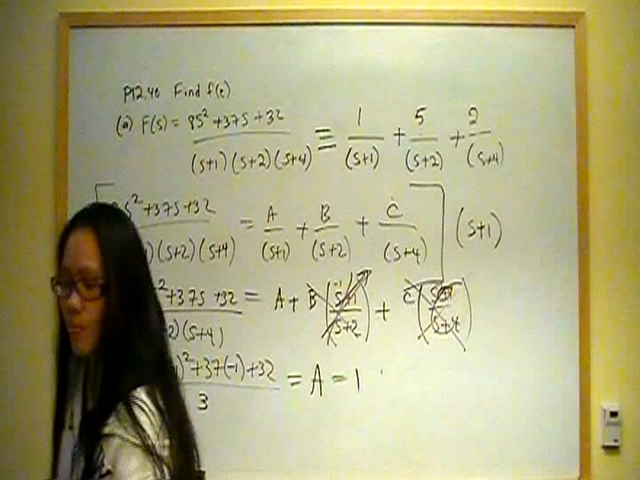 P12.40 Find f(t)
(a) F(s) = 8s² + 37s + 32 / (s+1)(s+2)(s+4) ≡ 1/(s+1) + 5/(s+2) + 2/(s+4)
[ s² + 37s + 32 / )(s+2)(s+4) = A/(s+1) + B/(s+2) + C/(s+4) ] (s+1)
² + 37s + 32 / 2)(s+4) = A + B (s+1/s+2) + C (s+1/s+4)
)² + 37(-1) + 32 / 3 = A = 1